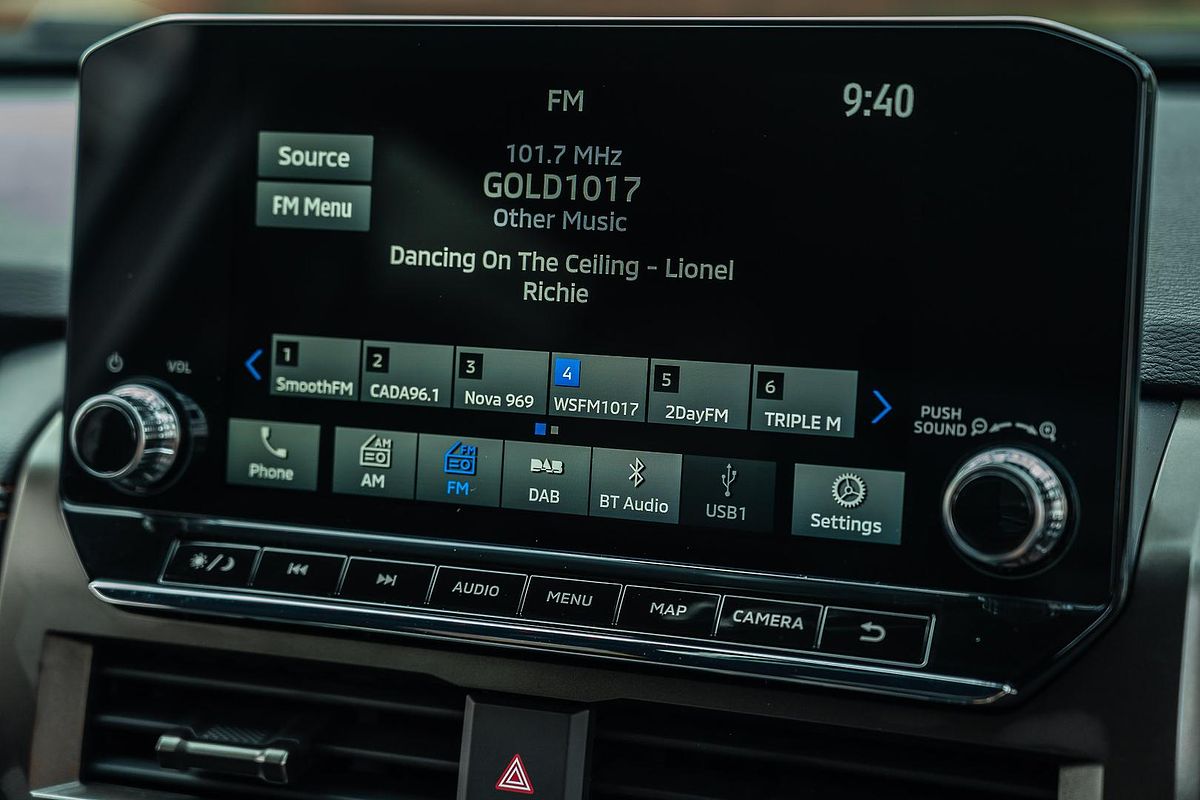 FM
9:40
Source
101.7 MHz
GOLD1017
FM Menu
Other Music
Dancing On The Ceiling - Lionel
Richie
VOL
1
SmoothFM
2
CADA96.1
3
Nova 969
4
WSFM1017
5
2DayFM
6
TRIPLE M
PUSH
SOUND
Phone
AM
AM
FM
FM
DAB
DAB
BT Audio
USB1
Settings
AUDIO
MENU
MAP
CAMERA